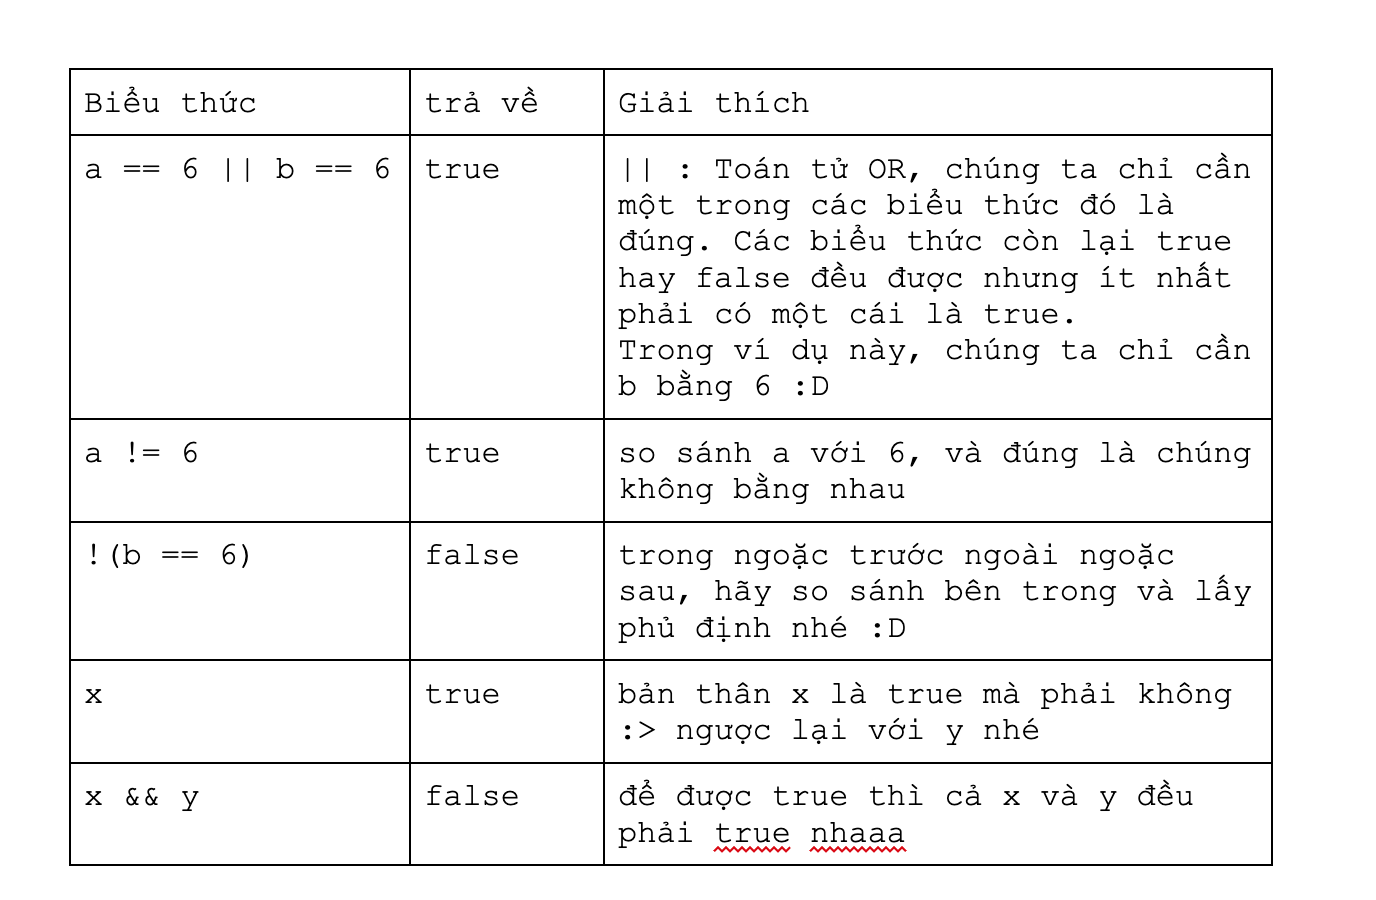 Biểu thức trả về Giải thích
a == 6 || b == 6 true || : Toán tử OR, chúng ta chỉ cần
một trong các biểu thức đó là
đúng. Các biểu thức còn lại true
hay false đều được nhưng ít nhất
phải có một cái là true.
Trong ví dụ này, chúng ta chỉ cần
b bằng 6 :D
a != 6 true so sánh a với 6, và đúng là chúng
không bằng nhau
!(b == 6) false trong ngoặc trước ngoài ngoặc
sau, hãy so sánh bên trong và lấy
phủ định nhé :D
x true bản thân x là true mà phải không
:> ngược lại với y nhé
x && y false để được true thì cả x và y đều
phải true nhaaa